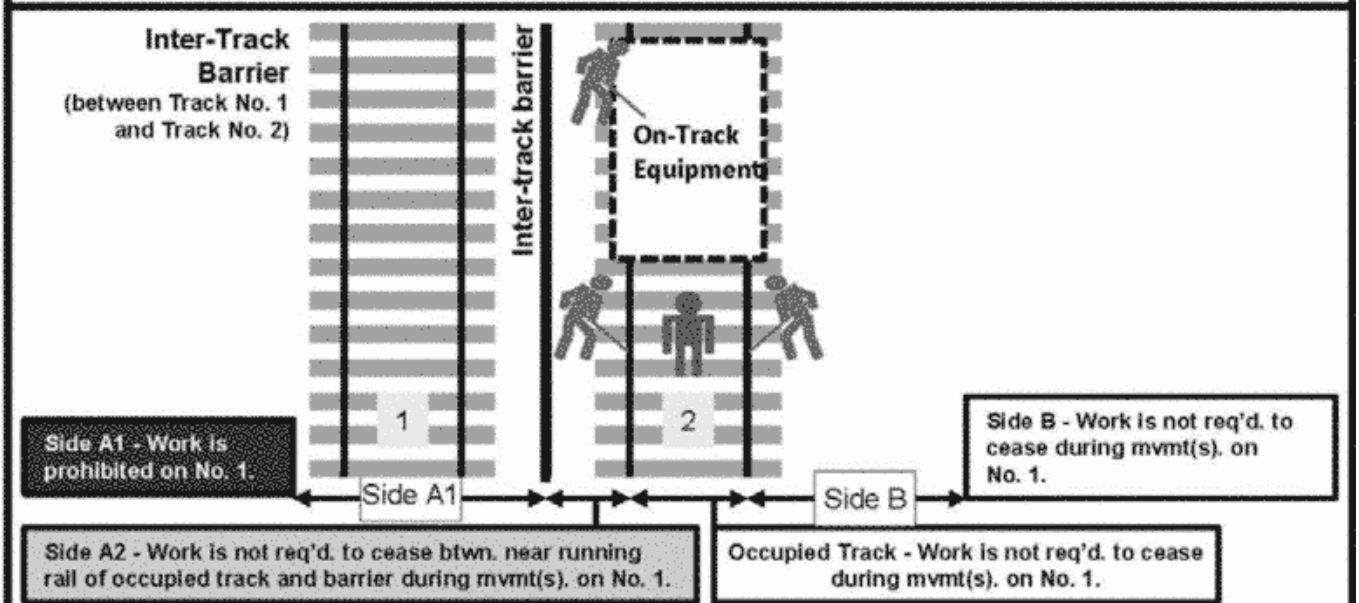 Inter-Track
Barrier
(between Track No. 1
and Track No. 2)
Inter-track barrier
On-Track
Equipment
1
2
Side A1 - Work is
prohibited on No. 1.
Side A1
Side B
Side B - Work is not req'd. to
cease during mvmt(s). on
No. 1.
Side A2 - Work is not req'd. to cease btwn. near running
rail of occupied track and barrier during mvmt(s). on No. 1.
Occupied Track - Work is not req'd. to cease
during mvmt(s). on No. 1.